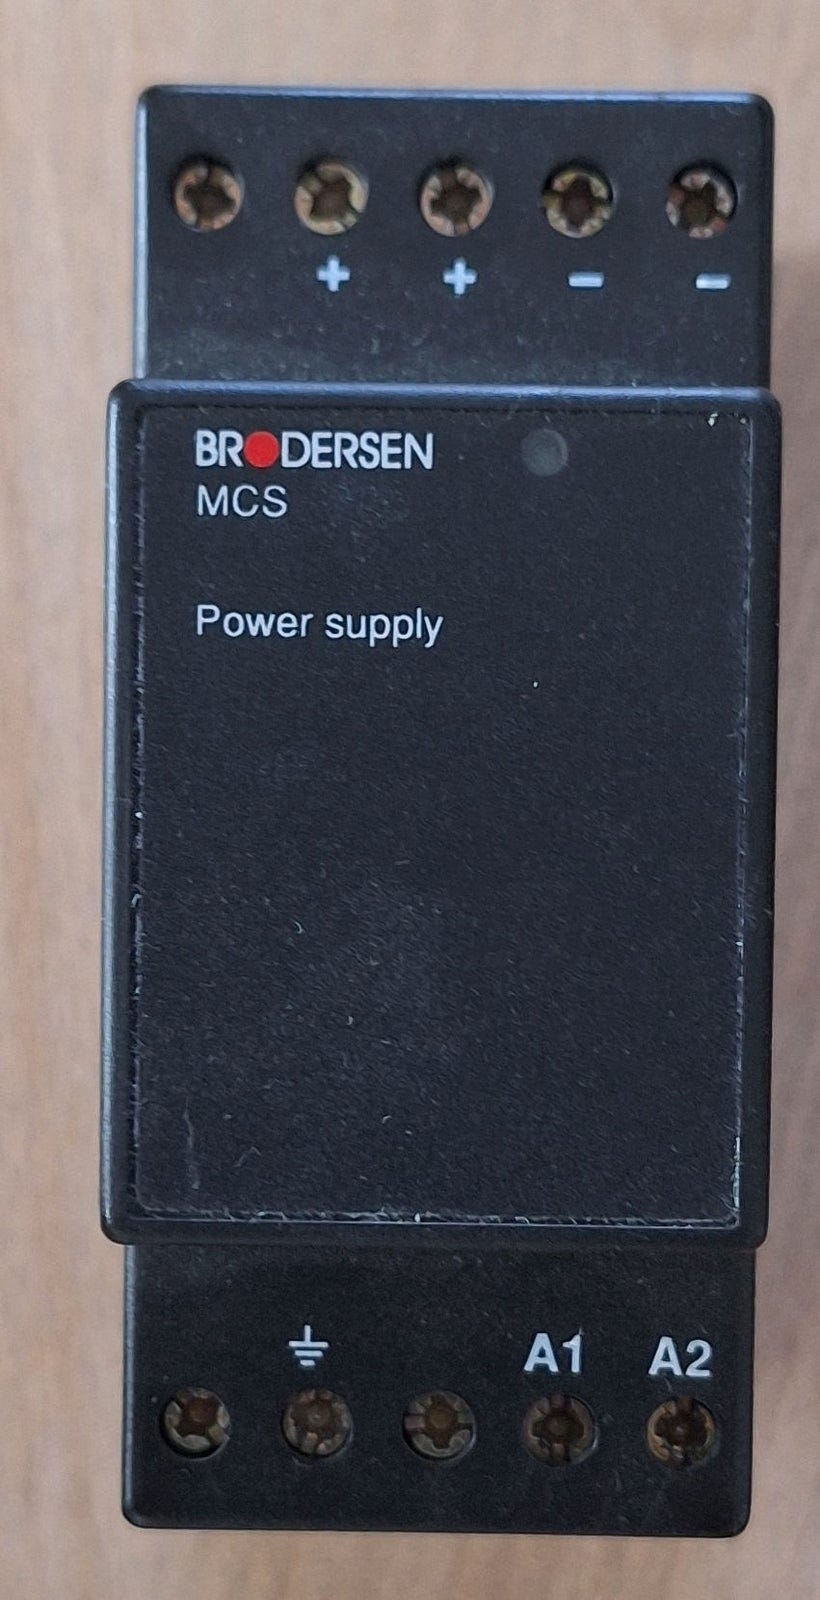 + + - -
BRODERSEN
MCS
Power supply
A1 A2